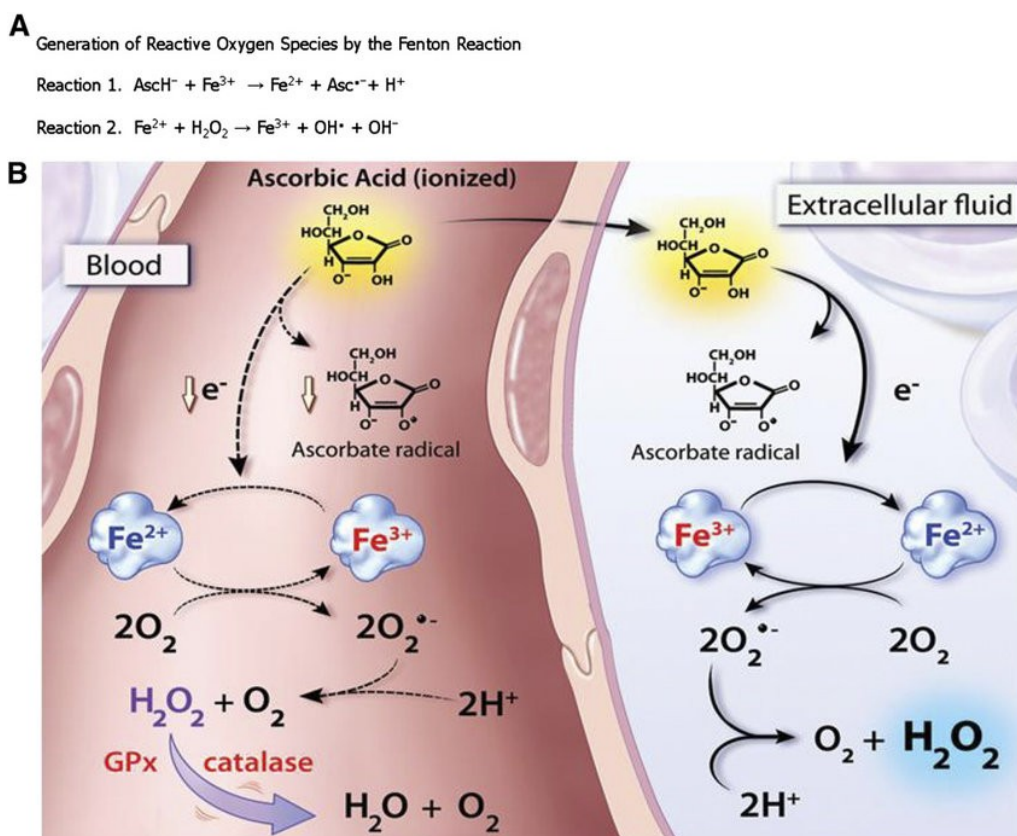 A
Generation of Reactive Oxygen Species by the Fenton Reaction
Reaction 1. AscH⁻ + Fe³⁺ → Fe²⁺ + Asc•⁻ + H⁺
Reaction 2. Fe²⁺ + H₂O₂ → Fe³⁺ + OH• + OH⁻
B
Ascorbic Acid (ionized)
Extracellular fluid
Blood
CH₂OH
HOCH
O
O
H
O⁻
OH
CH₂OH
HOCH
O
O
H
O⁻
OH
↓ e⁻
↓
CH₂OH
HOCH
O
O
H
O⁻
O•
Ascorbate radical
CH₂OH
HOCH
O
O
H
O⁻
O•
Ascorbate radical
e⁻
Fe²⁺
Fe³⁺
Fe³⁺
Fe²⁺
2O₂
2O₂•⁻
2O₂•⁻
2O₂
H₂O₂ + O₂
2H⁺
O₂ + H₂O₂
GPx
catalase
2H⁺
H₂O + O₂